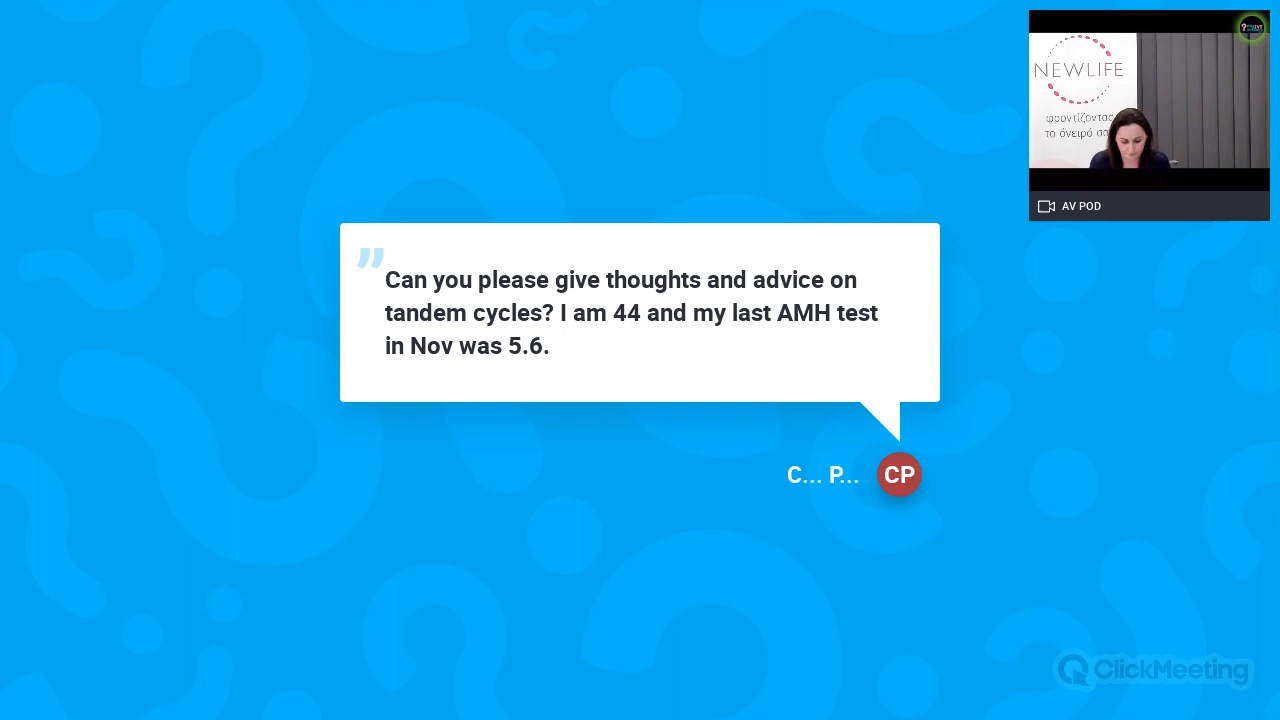 NEWLIFE
φροντίζοντας
το όνειρό σα
AV POD
”
Can you please give thoughts and advice on
tandem cycles? I am 44 and my last AMH test
in Nov was 5.6.
C... P...
CP
ClickMeeting